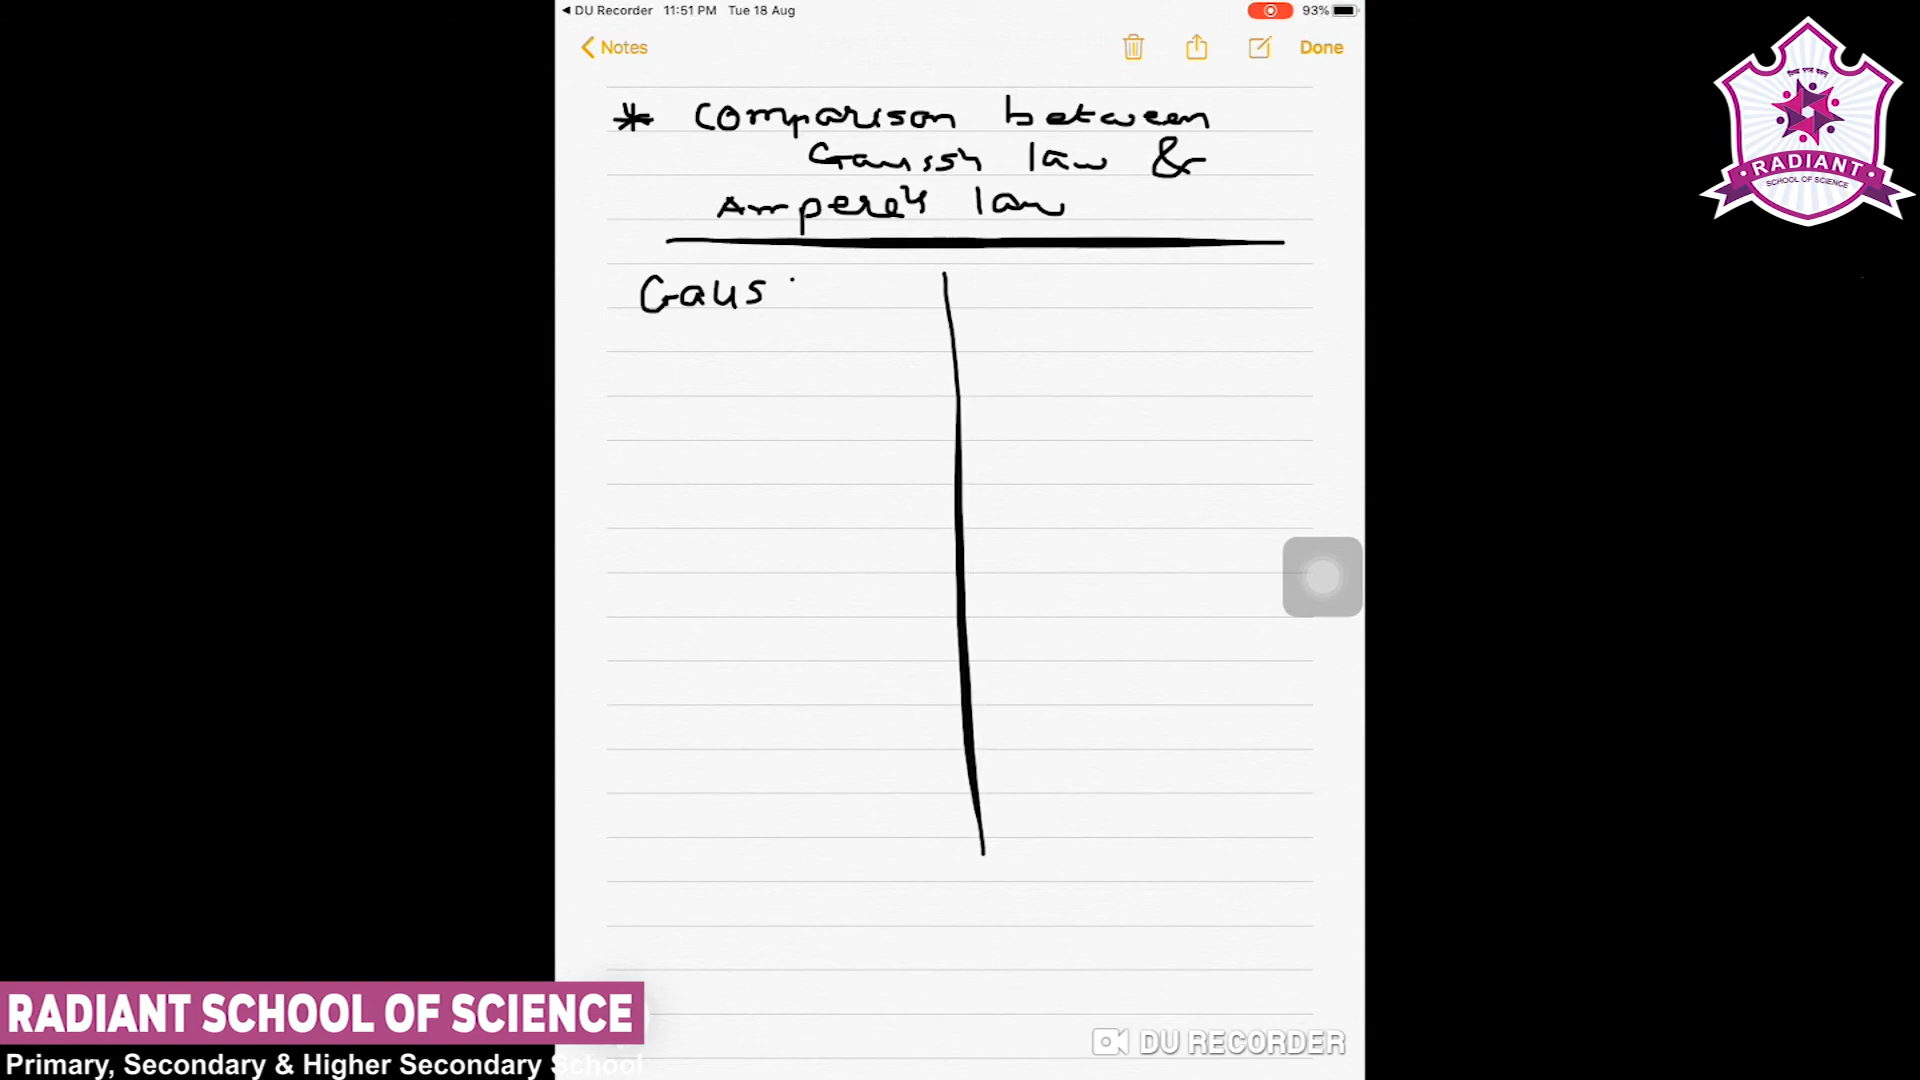 DU Recorder 11:51 PM Tue 18 Aug 93%
Notes Done
* Comparison between
Gauss's law &
Ampere's law
Gaus
RADIANT
SCHOOL OF SCIENCE
RADIANT SCHOOL OF SCIENCE
Primary, Secondary & Higher Secondary School
DU RECORDER